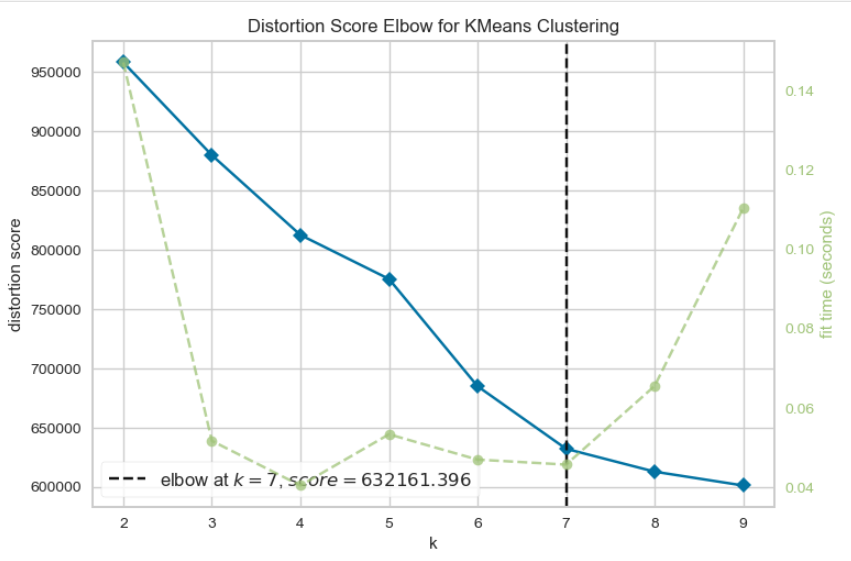 Distortion Score Elbow for KMeans Clustering
distortion score
950000
900000
850000
800000
750000
700000
650000
600000
0.14
0.12
0.10
0.08
0.06
0.04
fit time (seconds)
elbow at k = 7, score = 632161.396
2 3 4 5 6 7 8 9
k